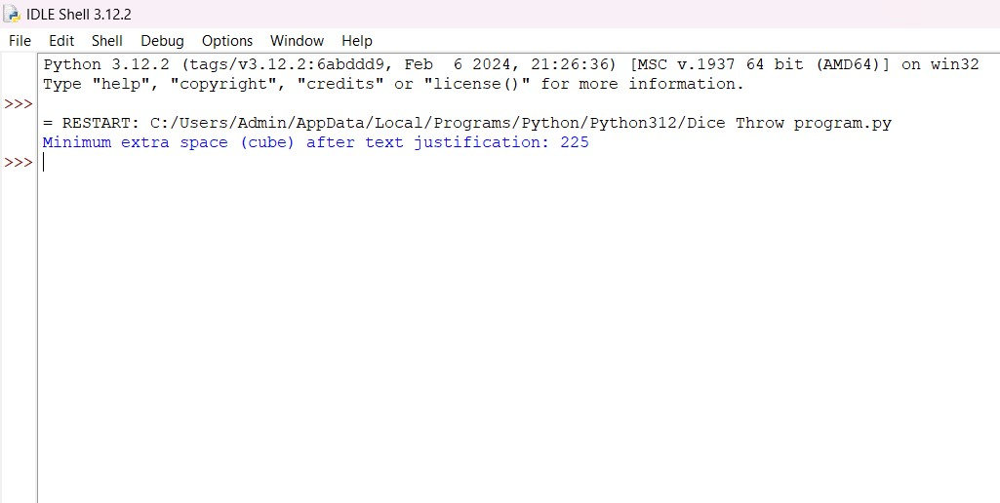 IDLE Shell 3.12.2
File Edit Shell Debug Options Window Help
Python 3.12.2 (tags/v3.12.2:6abddd9, Feb  6 2024, 21:26:36) [MSC v.1937 64 bit (AMD64)] on win32
Type "help", "copyright", "credits" or "license()" for more information.
>>>
= RESTART: C:/Users/Admin/AppData/Local/Programs/Python/Python312/Dice Throw program.py
Minimum extra space (cube) after text justification: 225
>>>